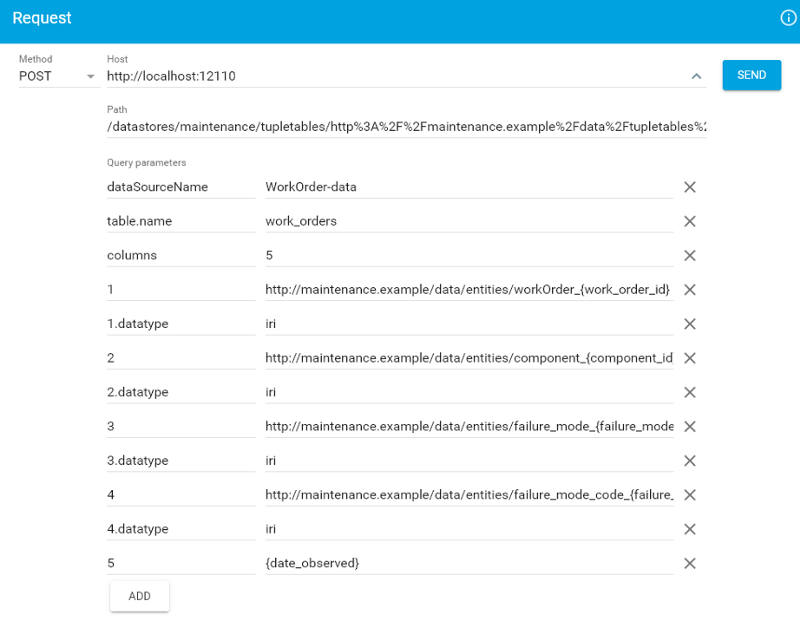 Request
Method
Host
POST
http://localhost:12110
SEND
Path
/datastores/maintenance/tupletables/http%3A%2F%2Fmaintenance.example%2Fdata%2Ftupletables%2
Query parameters
dataSourceName WorkOrder-data
table.name work_orders
columns 5
1 http://maintenance.example/data/entities/workOrder_{work_order_id}
1.datatype iri
2 http://maintenance.example/data/entities/component_{component_id
2.datatype iri
3 http://maintenance.example/data/entities/failure_mode_{failure_mode
3.datatype iri
4 http://maintenance.example/data/entities/failure_mode_code_{failure_
4.datatype iri
5 {date_observed}
ADD